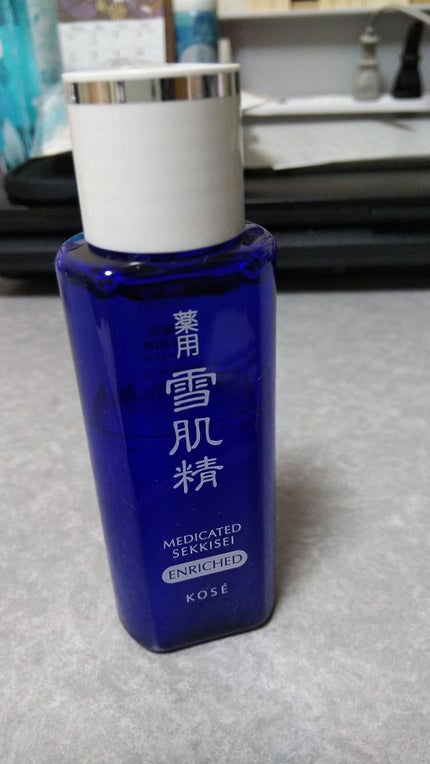 薬用
雪肌精
MEDICATED
SEKKISEI
ENRICHED
KOSÉ